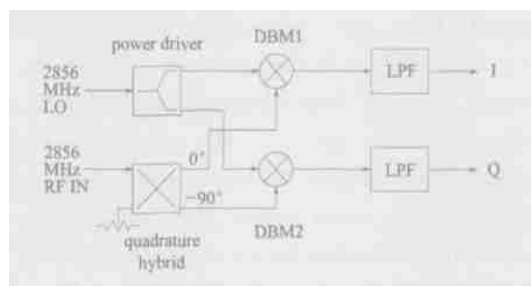 power driver
DBM1
2856
MHz
LO
LPF
I
2856
MHz
RF IN
0°
−90°
LPF
Q
quadrature
hybrid
DBM2